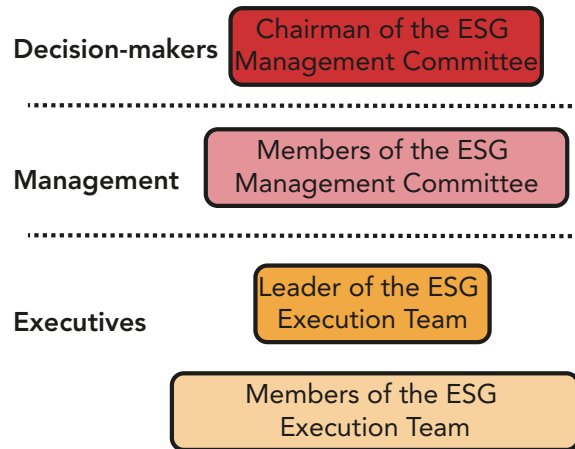 Decision-makers
Chairman of the ESG
Management Committee
Management
Members of the ESG
Management Committee
Executives
Leader of the ESG
Execution Team
Members of the ESG
Execution Team